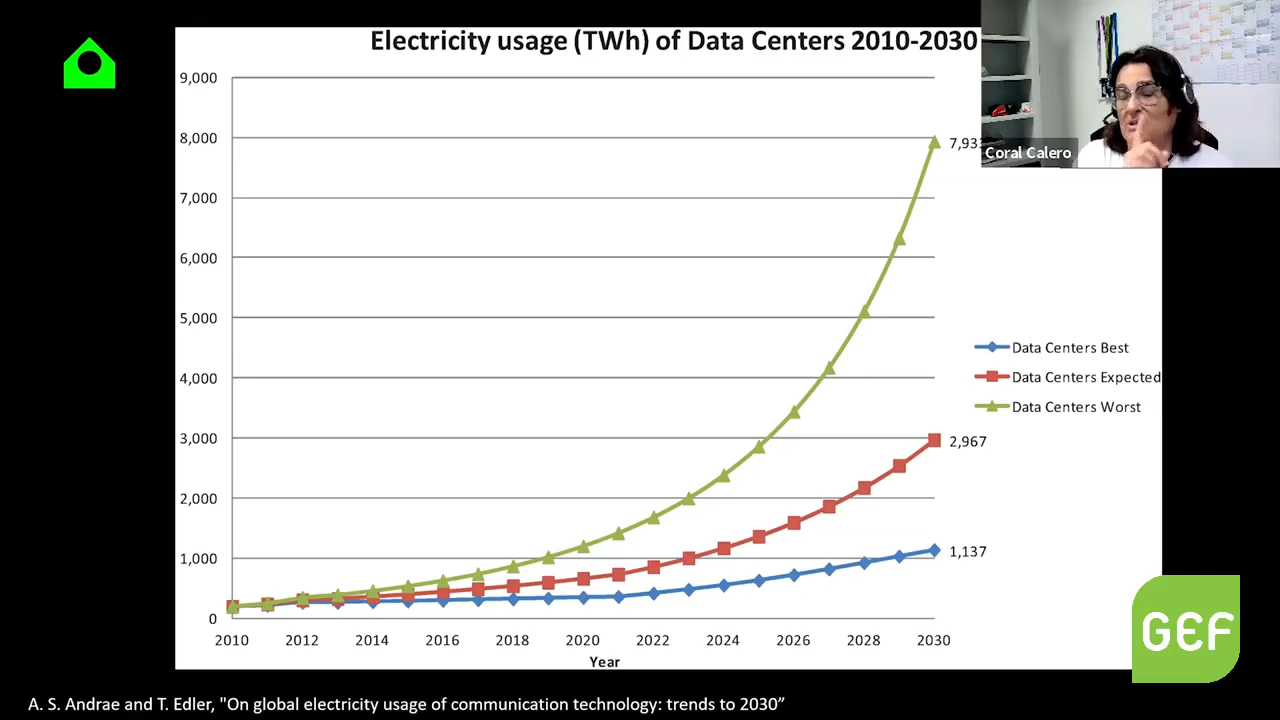 Electricity usage (TWh) of Data Centers 2010-2030
9,000
8,000
7,000
6,000
5,000
4,000
3,000
2,000
1,000
0
2010 2012 2014 2016 2018 2020 2022 2024 2026 2028 2030
Year
7,93
2,967
1,137
Data Centers Best
Data Centers Expected
Data Centers Worst
Coral Calero
GEF
A. S. Andrae and T. Edler, "On global electricity usage of communication technology: trends to 2030”